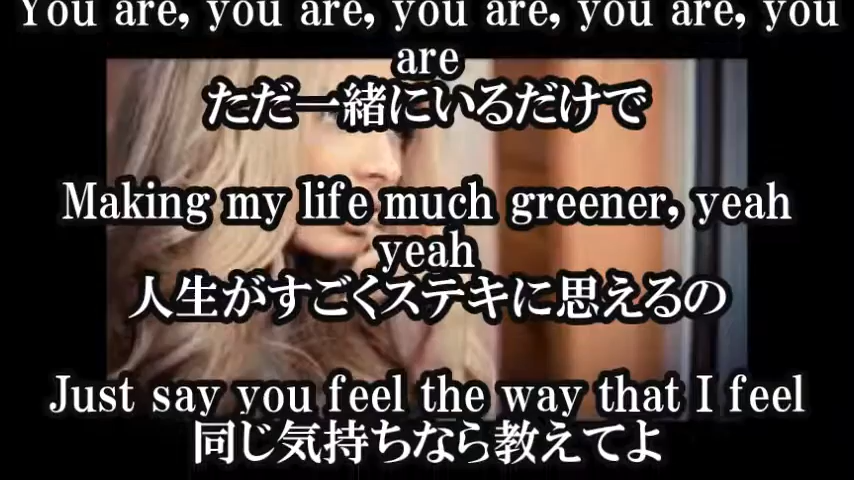 You are, you are, you are, you are, you
are
ただ一緒にいるだけで
Making my life much greener, yeah
yeah
人生がすごくステキに思えるの
Just say you feel the way that I feel
同じ気持ちなら教えてよ